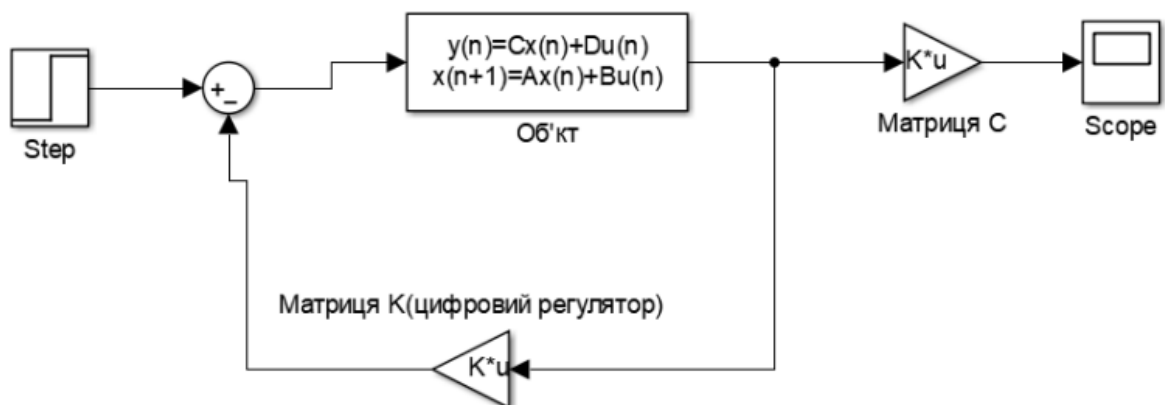 y(n)=Cx(n)+Du(n)
x(n+1)=Ax(n)+Bu(n)
Об'кт
Step
K*u
Матриця С
Scope
Матриця К(цифровий регулятор)
K*u